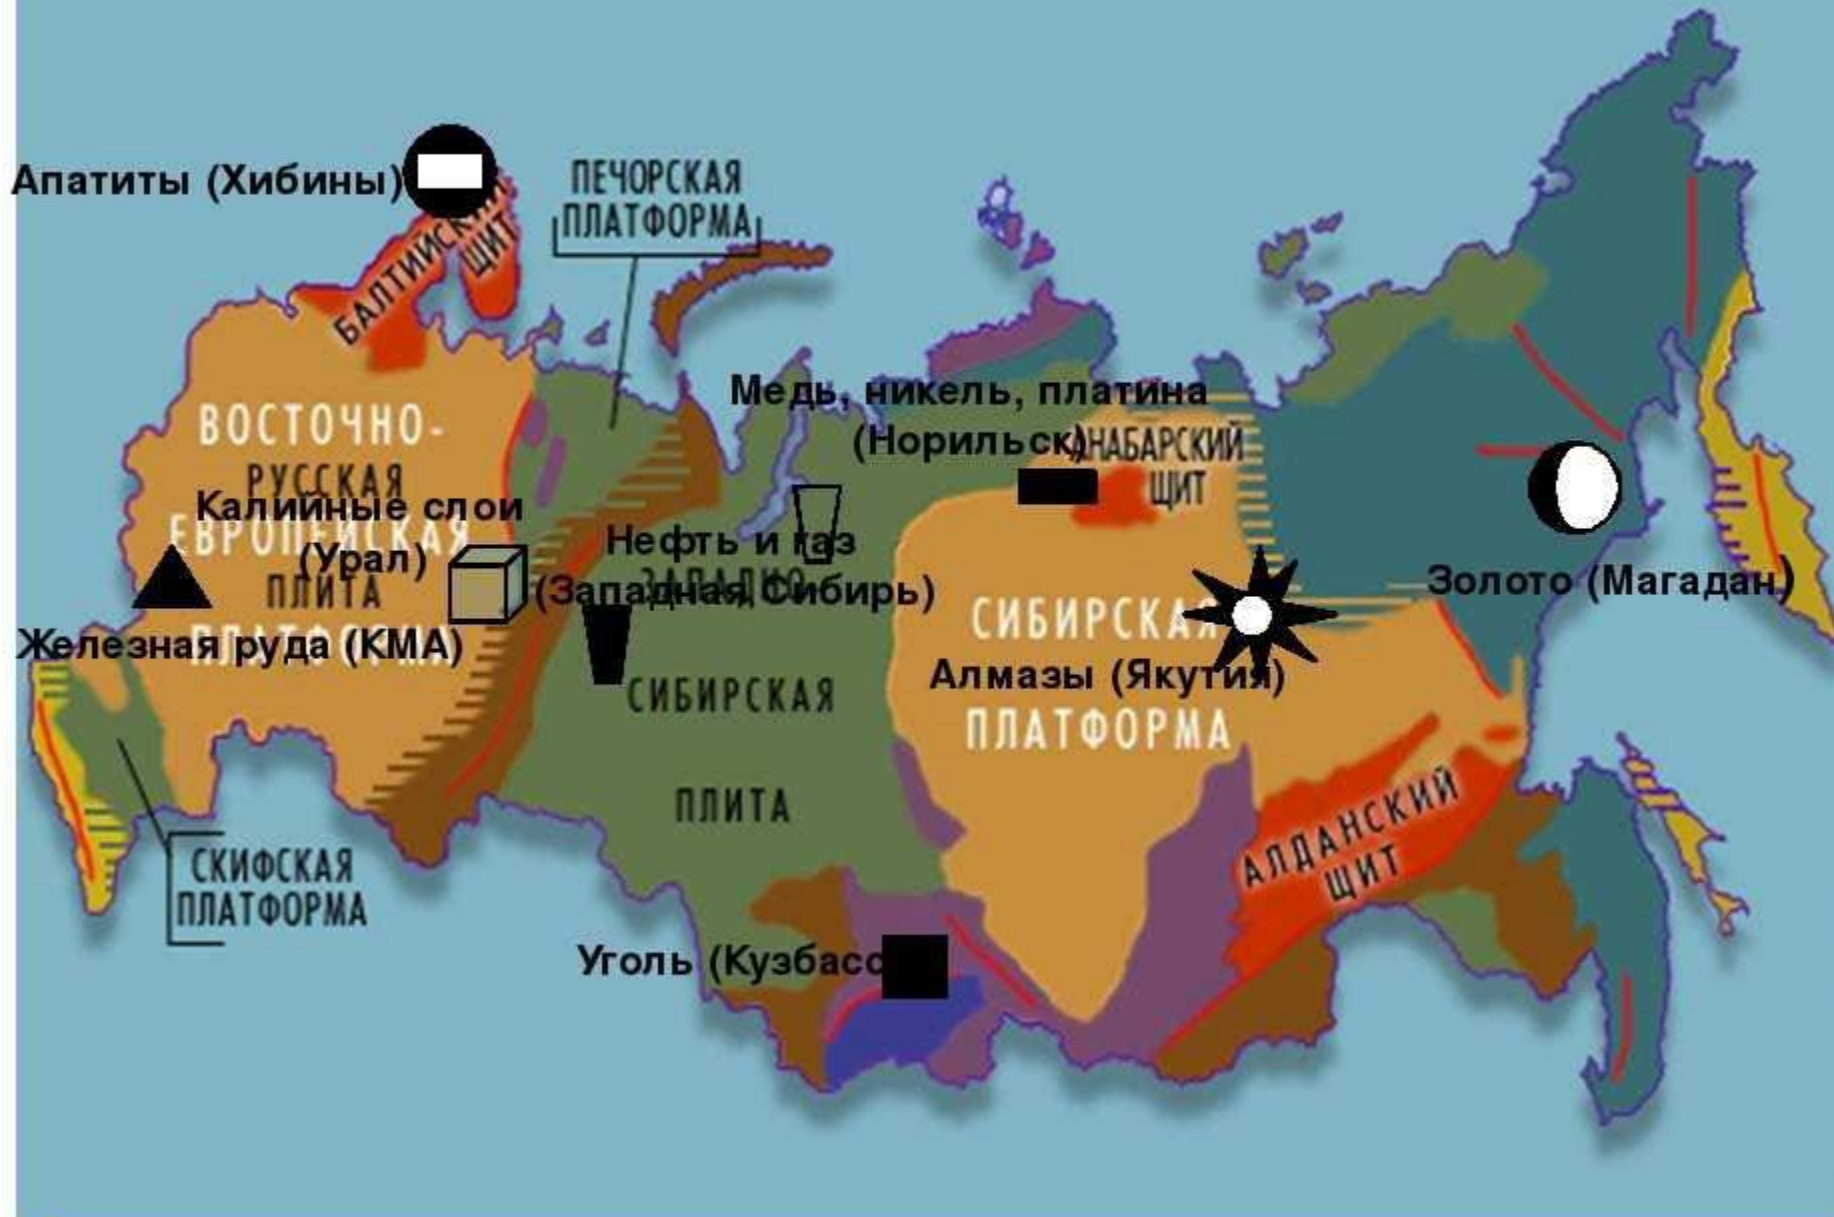 Апатиты (Хибины)
БАЛТИЙСКИЙ
ЩИТ
ПЕЧОРСКАЯ
ПЛАТФОРМА
Медь, никель, платина
(Норильск)
АНАБАРСКИЙ
ЩИТ
ВОСТОЧНО-
РУССКАЯ
Калийные слои
ЕВРОПЕЙСКАЯ
(Урал)
ПЛИТА
Железная руда (КМА)
ПЛАТФОРМА
Нефть и газ
ЗАПАДНО-
(Западная Сибирь)
СИБИРСКАЯ
ПЛИТА
СИБИРСКАЯ
Алмазы (Якутия)
ПЛАТФОРМА
Золото (Магадан)
АЛДАНСКИЙ
ЩИТ
СКИФСКАЯ
ПЛАТФОРМА
Уголь (Кузбасс)